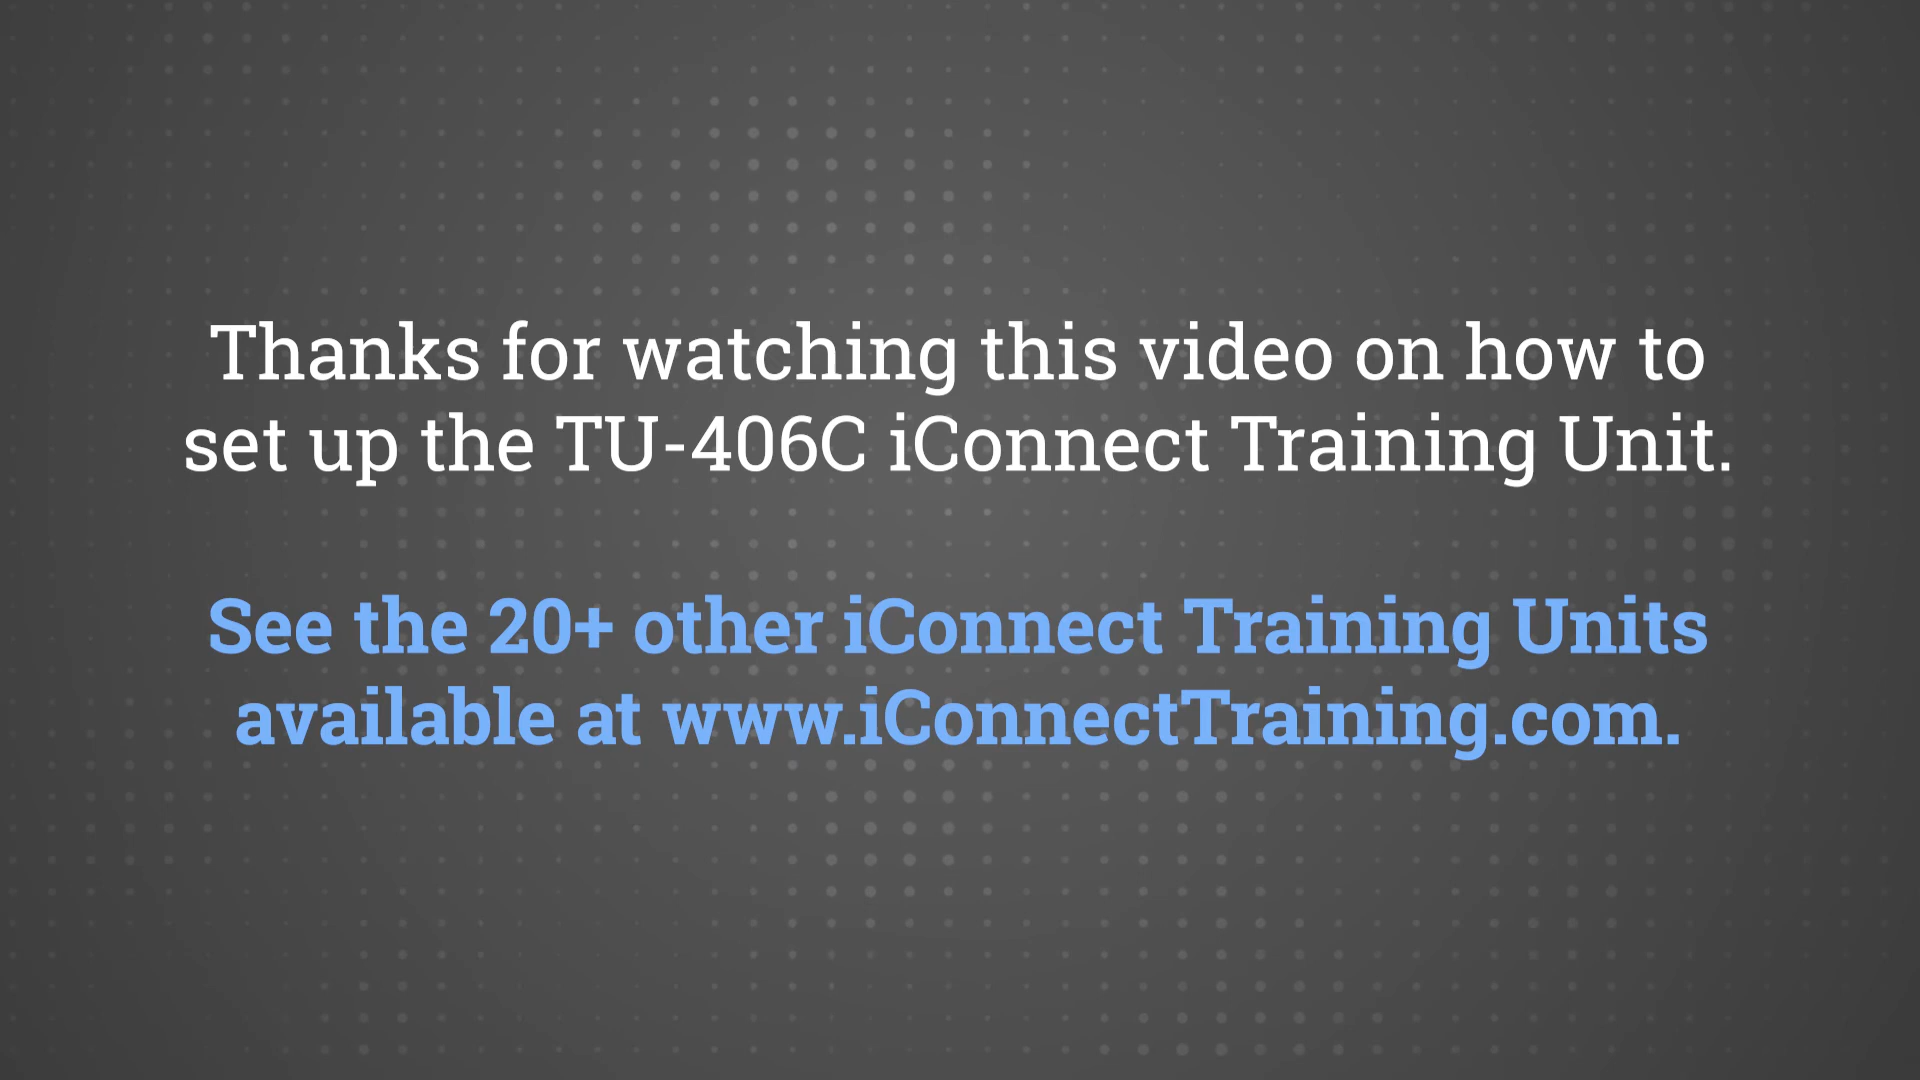 Thanks for watching this video on how to
set up the TU-406C iConnect Training Unit.
See the 20+ other iConnect Training Units
available at www.iConnectTraining.com.